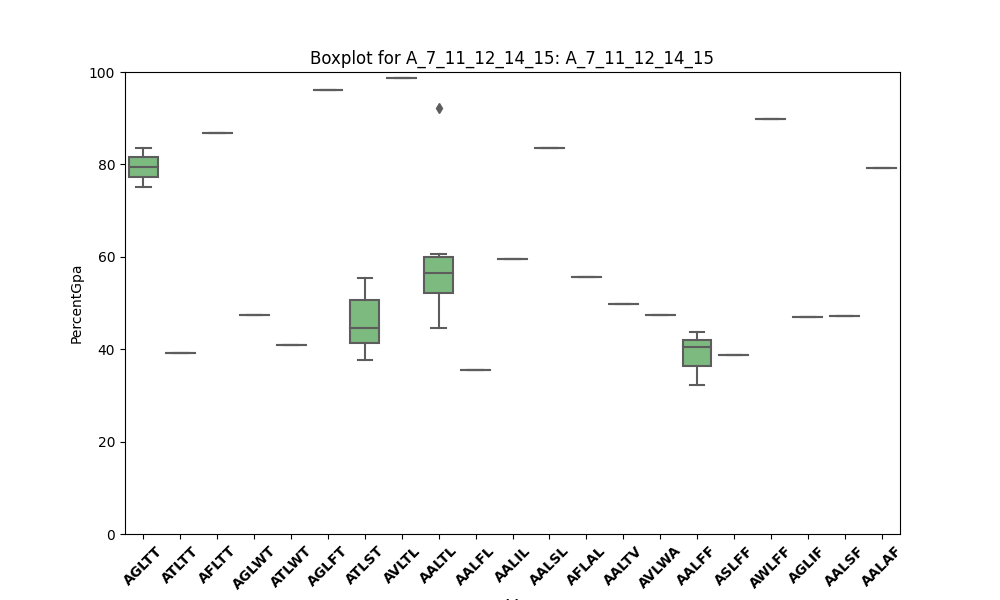 Boxplot for A_7_11_12_14_15: A_7_11_12_14_15
100
80
60
40
20
0
PercentGpa
AGLTT ATLTT AFLTT AGLWT ATLWT AGLFT ATLST AVLTL AALTL AALFL AALIL AALSL AFLAL AALTV AVLWA AALFF ASLFF AWLFF AGLIF AALSF AALAF